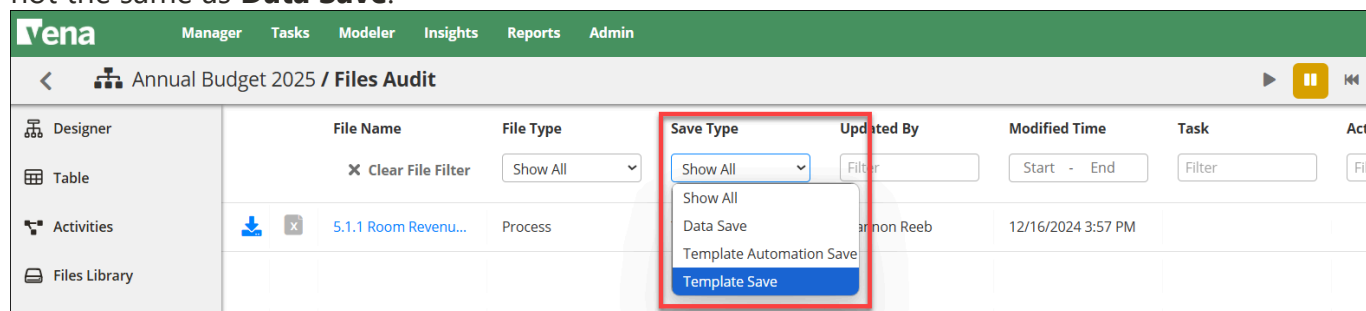 not the same as Data Save.
vena Manager Tasks Modeler Insights Reports Admin
Annual Budget 2025 / Files Audit
Designer
Table
Activities
Files Library
File Name File Type Save Type Updated By Modified Time Task
Clear File Filter Show All Show All Filter Start - End Filter
Show All
Data Save
Template Automation Save
Template Save
5.1.1 Room Revenu... Process non Reeb 12/16/2024 3:57 PM